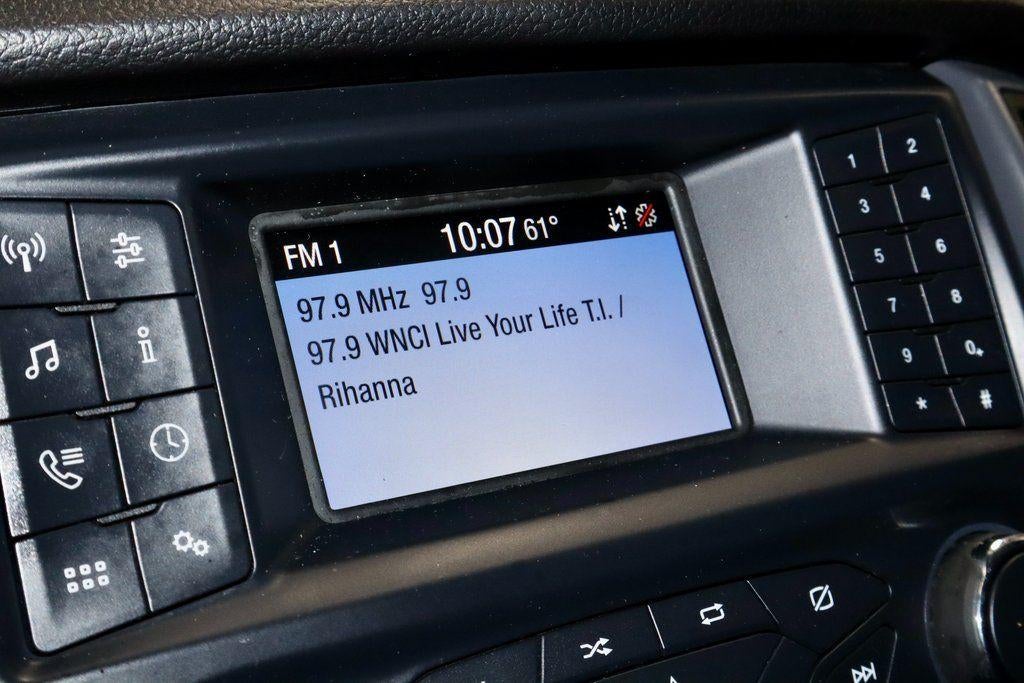 FM 1 10:07 61°
97.9 MHz 97.9
97.9 WNCI Live Your Life T.I. /
Rihanna
1 2
3 4
5 6
7 8
9 0+
* #